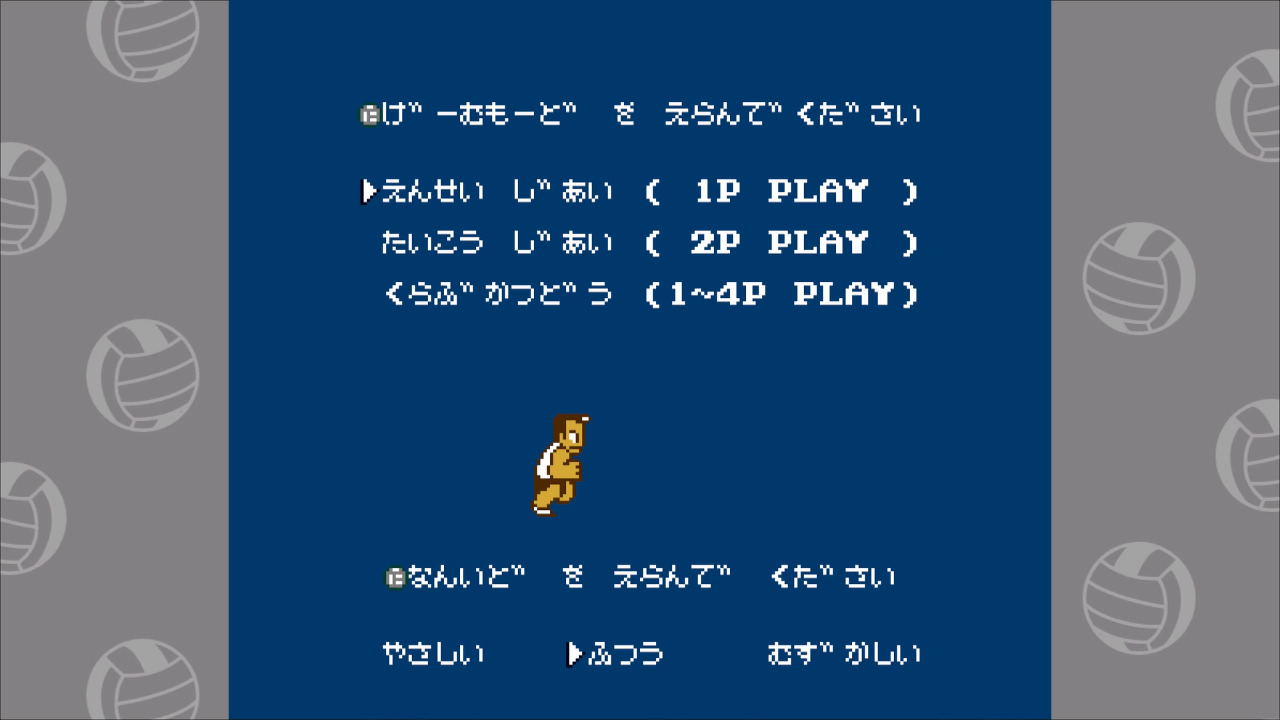 げーむもーど を えらんで ください
えんせい じあい ( 1P PLAY )
たいこう じあい ( 2P PLAY )
くらぶかつどう (1~4P PLAY)
なんいど を えらんで ください
やさしい ふつう むずかしい